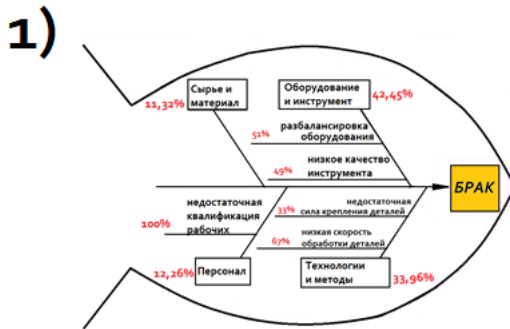 1)
Сырье и
материал
11,32%
Оборудование
и инструмент
42,45%
разбалансировка
оборудования
51%
низкое качество
инструмента
49%
БРАК
недостаточная
квалификация
рабочих
100%
недостаточная
сила крепления деталей
33%
низкая скорость
обработки деталей
67%
Персонал
12,26%
Технологии
и методы
33,96%